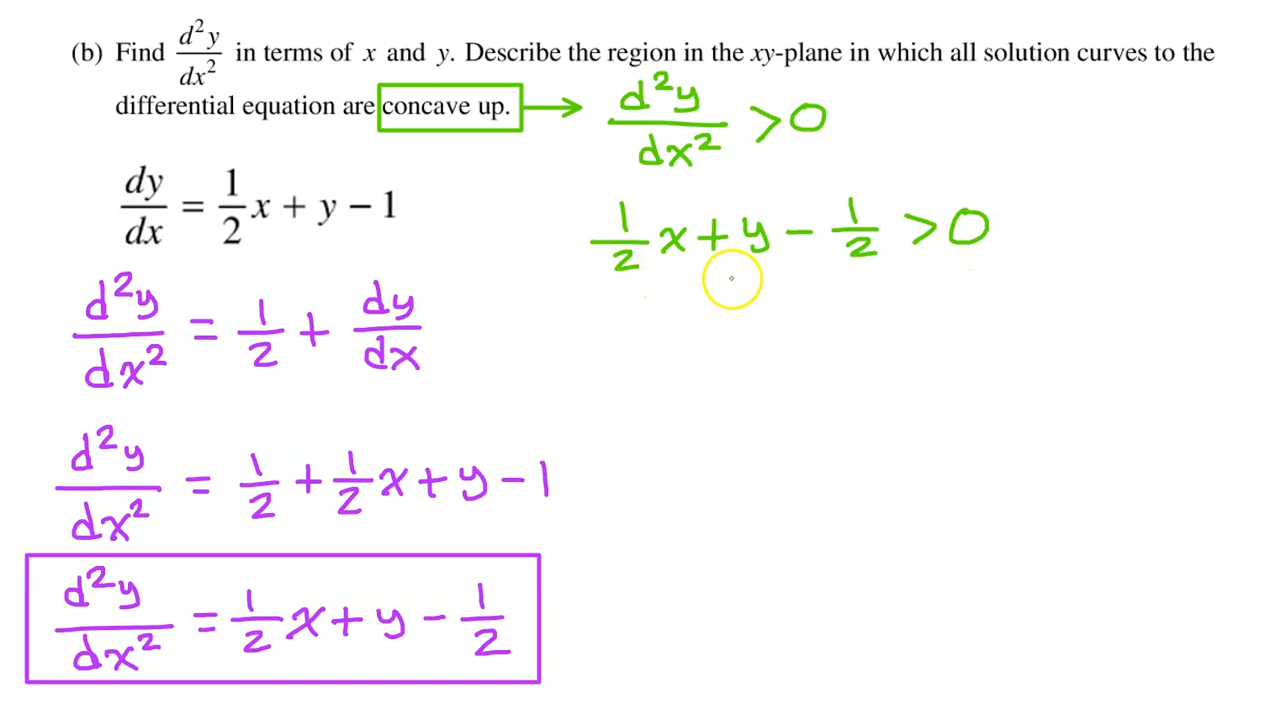 (b) Find d²y/dx² in terms of x and y. Describe the region in the xy-plane in which all solution curves to the
differential equation are concave up. → d²y/dx² > 0
dy/dx = 1/2 x + y − 1
1/2 x + y − 1/2 > 0
d²y/dx² = 1/2 + dy/dx
d²y/dx² = 1/2 + 1/2 x + y − 1
d²y/dx² = 1/2 x + y − 1/2